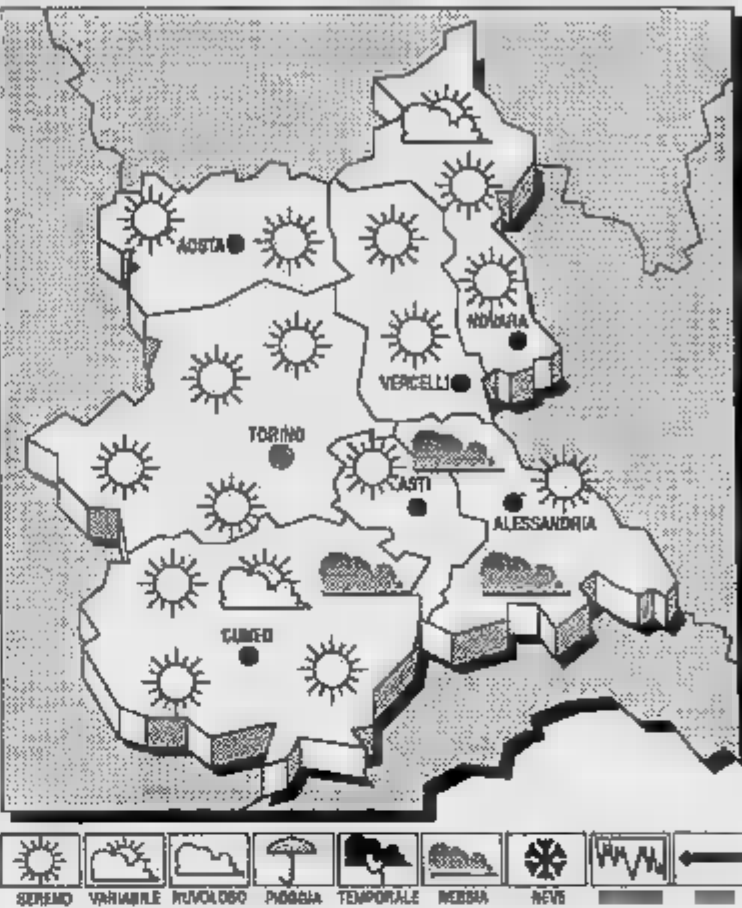 AOSTA
NOVARA
VERCELLI
TORINO
ASTI
ALESSANDRIA
CUNEO
SERENO VARIABILE NUVOLOSO PIOGGIA TEMPORALE NEBBIA NEVE